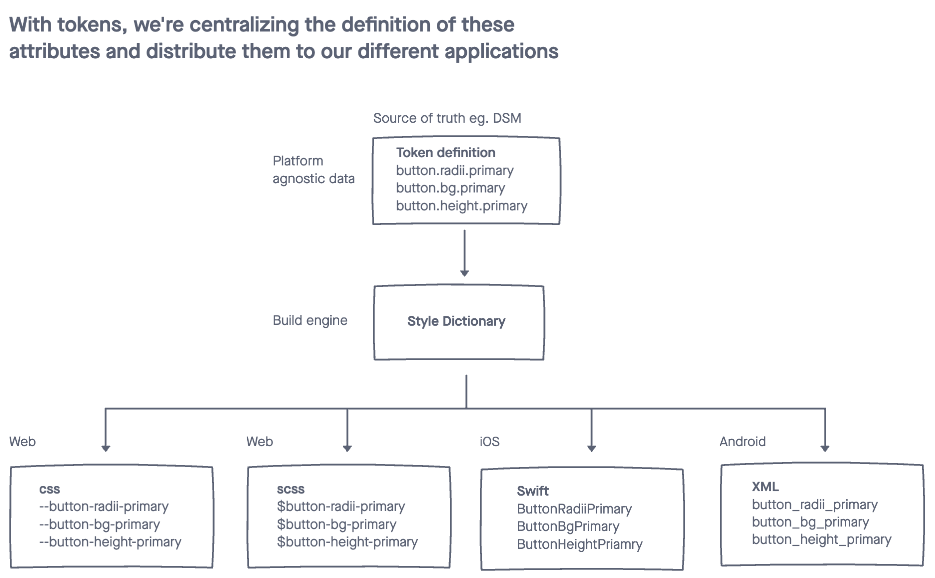 With tokens, we're centralizing the definition of these
attributes and distribute them to our different applications
Source of truth eg. DSM
Platform
agnostic data
Token definition
button.radii.primary
button.bg.primary
button.height.primary
Build engine
Style Dictionary
Web
css
--button-radii-primary
--button-bg-primary
--button-height-primary
Web
scss
$button-radii-primary
$button-bg-primary
$button-height-primary
iOS
Swift
ButtonRadiiPrimary
ButtonBgPrimary
ButtonHeightPriamry
Android
XML
button_radii_primary
button_bg_primary
button_height_primary